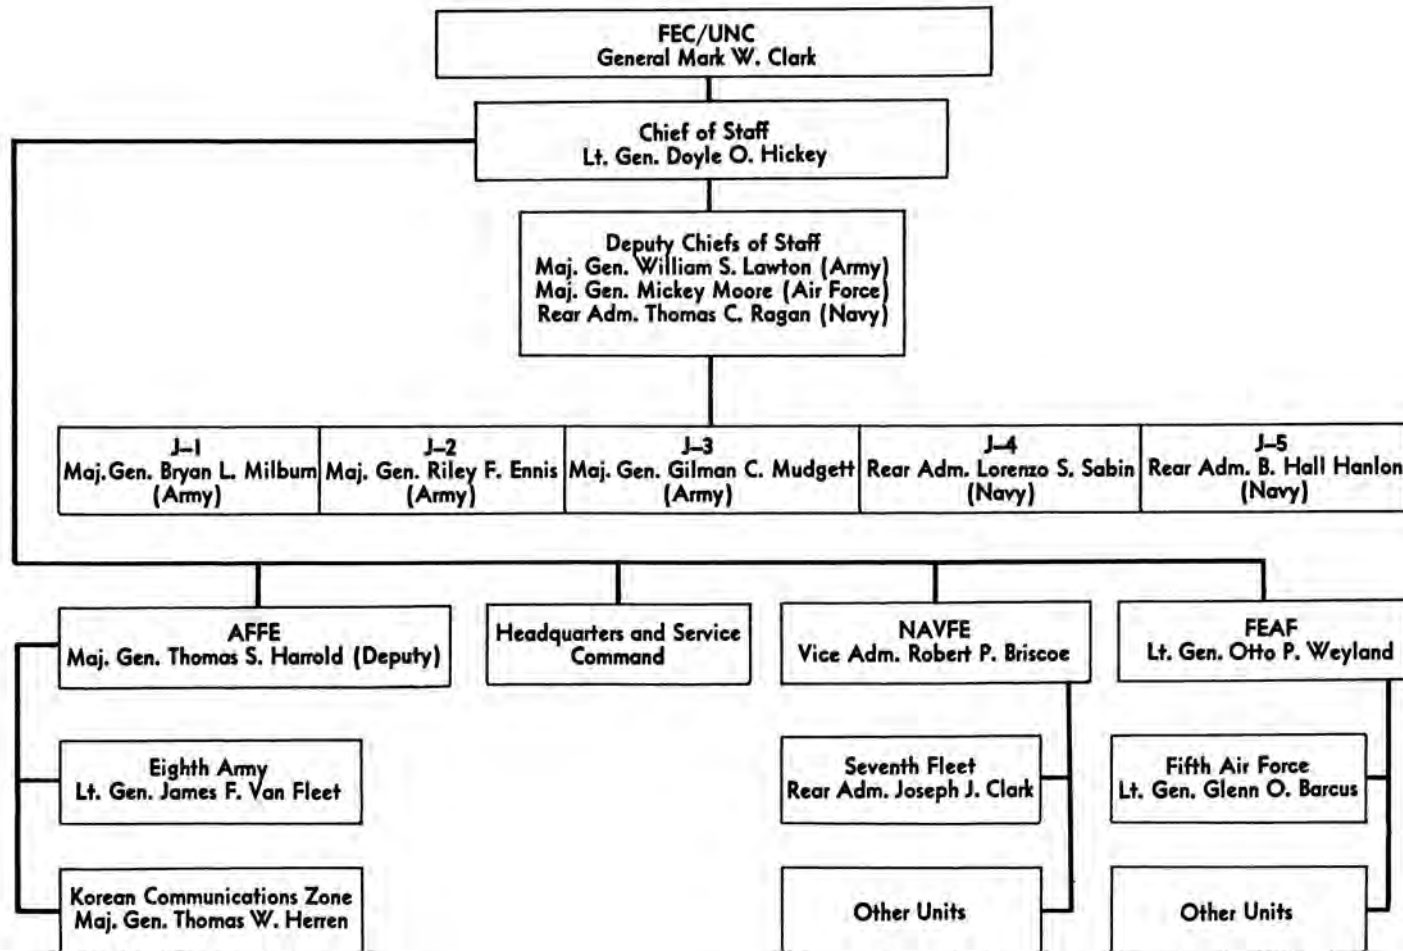 FEC/UNC
General Mark W. Clark
Chief of Staff
Lt. Gen. Doyle O. Hickey
Deputy Chiefs of Staff
Maj. Gen. William S. Lawton (Army)
Maj. Gen. Mickey Moore (Air Force)
Rear Adm. Thomas C. Ragan (Navy)
J–1
Maj. Gen. Bryan L. Milburn
(Army)
J–2
Maj. Gen. Riley F. Ennis
(Army)
J–3
Maj. Gen. Gilman C. Mudgett
(Army)
J–4
Rear Adm. Lorenzo S. Sabin
(Navy)
J–5
Rear Adm. B. Hall Hanlon
(Navy)
AFFE
Maj. Gen. Thomas S. Harrold (Deputy)
Headquarters and Service
Command
NAVFE
Vice Adm. Robert P. Briscoe
FEAF
Lt. Gen. Otto P. Weyland
Eighth Army
Lt. Gen. James F. Van Fleet
Seventh Fleet
Rear Adm. Joseph J. Clark
Fifth Air Force
Lt. Gen. Glenn O. Barcus
Korean Communications Zone
Maj. Gen. Thomas W. Herren
Other Units
Other Units